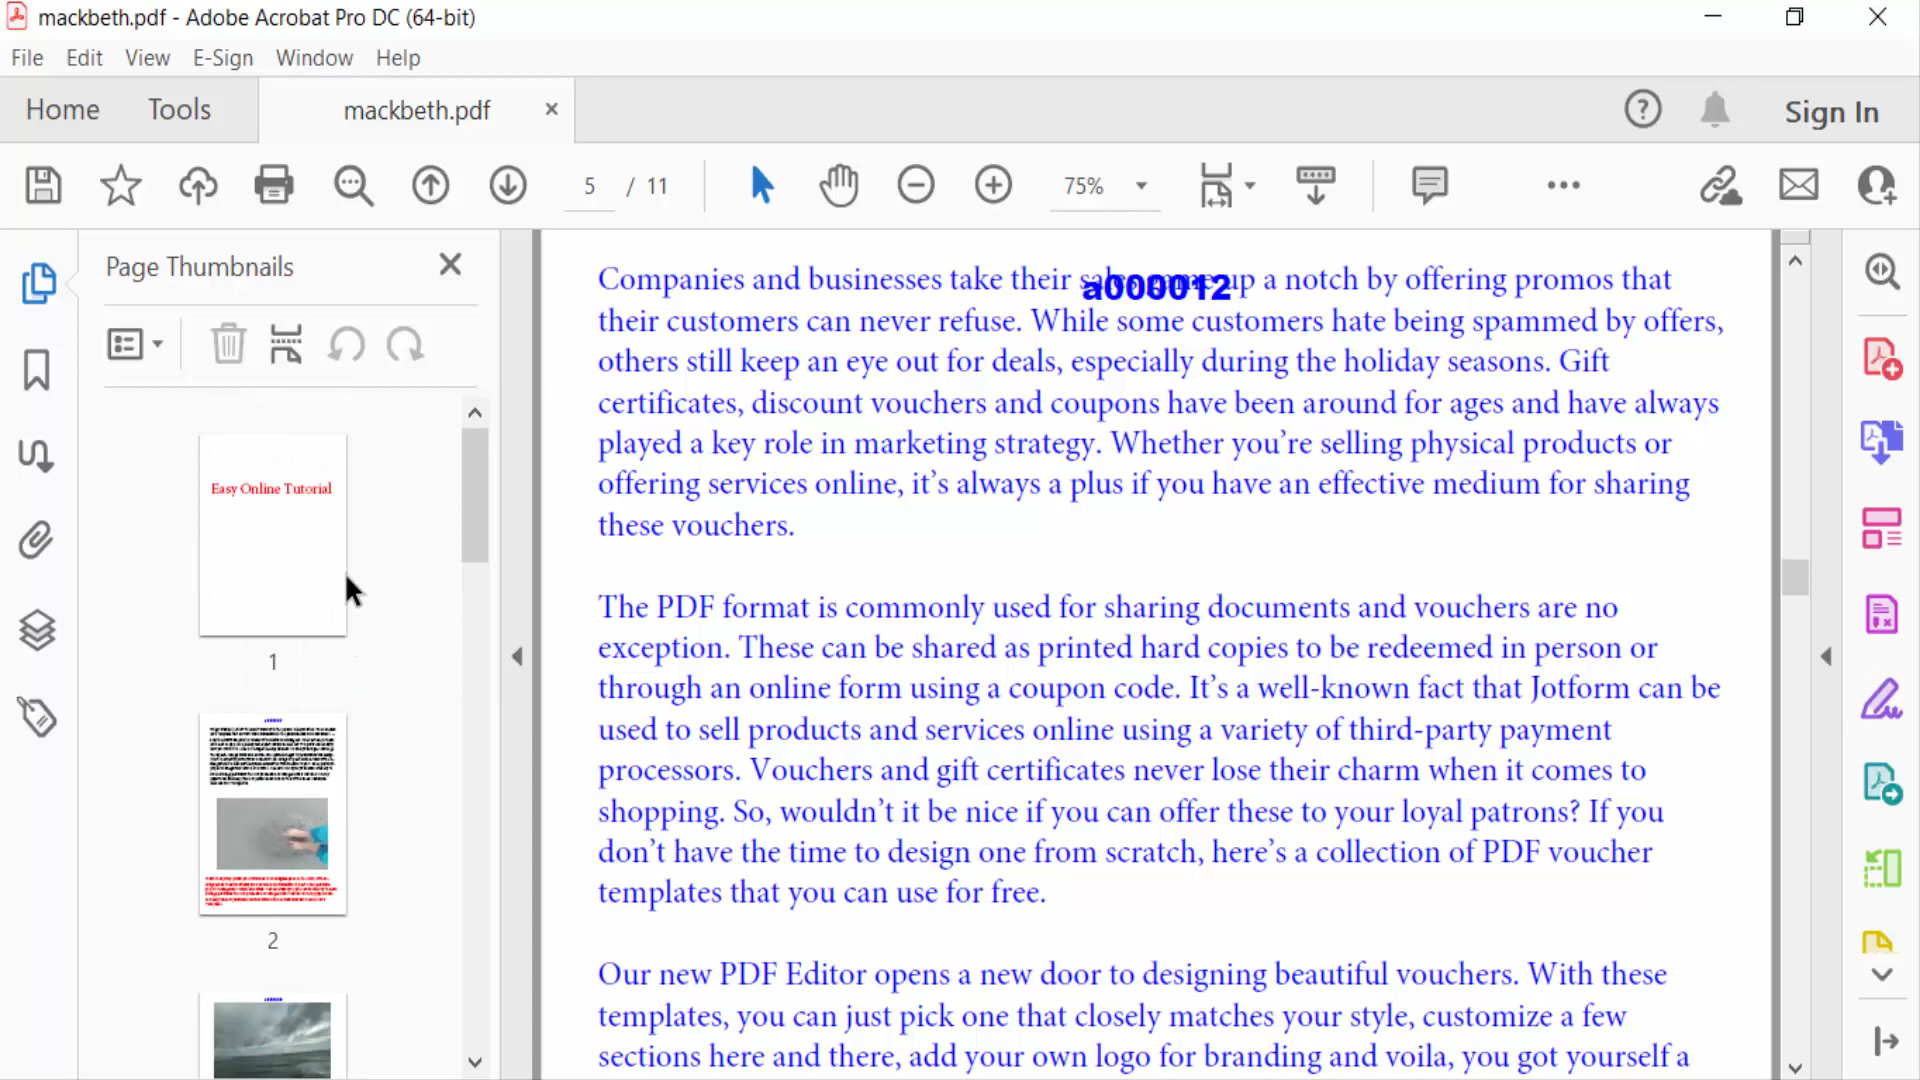 mackbeth.pdf - Adobe Acrobat Pro DC (64-bit)
File Edit View E-Sign Window Help
Home Tools mackbeth.pdf Sign In
5 / 11 75%
Page Thumbnails
Easy Online Tutorial
1
2
a000012
Companies and businesses take their sales game up a notch by offering promos that
their customers can never refuse. While some customers hate being spammed by offers,
others still keep an eye out for deals, especially during the holiday seasons. Gift
certificates, discount vouchers and coupons have been around for ages and have always
played a key role in marketing strategy. Whether you’re selling physical products or
offering services online, it’s always a plus if you have an effective medium for sharing
these vouchers.
The PDF format is commonly used for sharing documents and vouchers are no
exception. These can be shared as printed hard copies to be redeemed in person or
through an online form using a coupon code. It’s a well-known fact that Jotform can be
used to sell products and services online using a variety of third-party payment
processors. Vouchers and gift certificates never lose their charm when it comes to
shopping. So, wouldn’t it be nice if you can offer these to your loyal patrons? If you
don’t have the time to design one from scratch, here’s a collection of PDF voucher
templates that you can use for free.
Our new PDF Editor opens a new door to designing beautiful vouchers. With these
templates, you can just pick one that closely matches your style, customize a few
sections here and there, add your own logo for branding and voila, you got yourself a